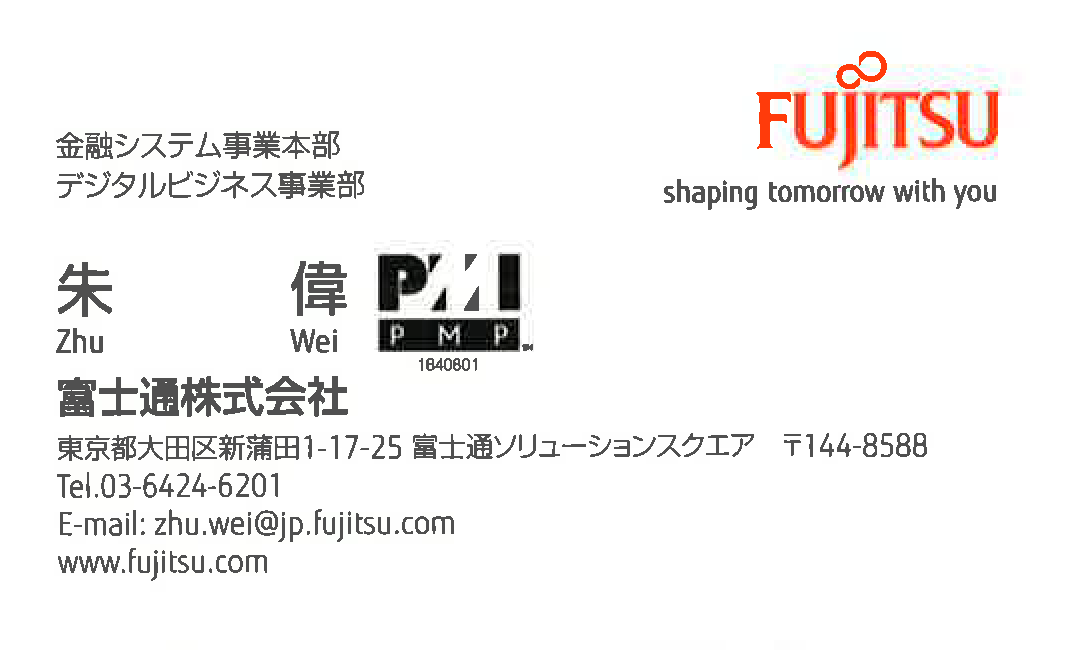 FUJITSU
shaping tomorrow with you
金融システム事業本部
デジタルビジネス事業部
朱 偉
Zhu Wei
PMI
PMP
1840801
富士通株式会社
東京都大田区新蒲田1-17-25 富士通ソリューションスクエア 〒144-8588
Tel.03-6424-6201
E-mail: zhu.wei@jp.fujitsu.com
www.fujitsu.com